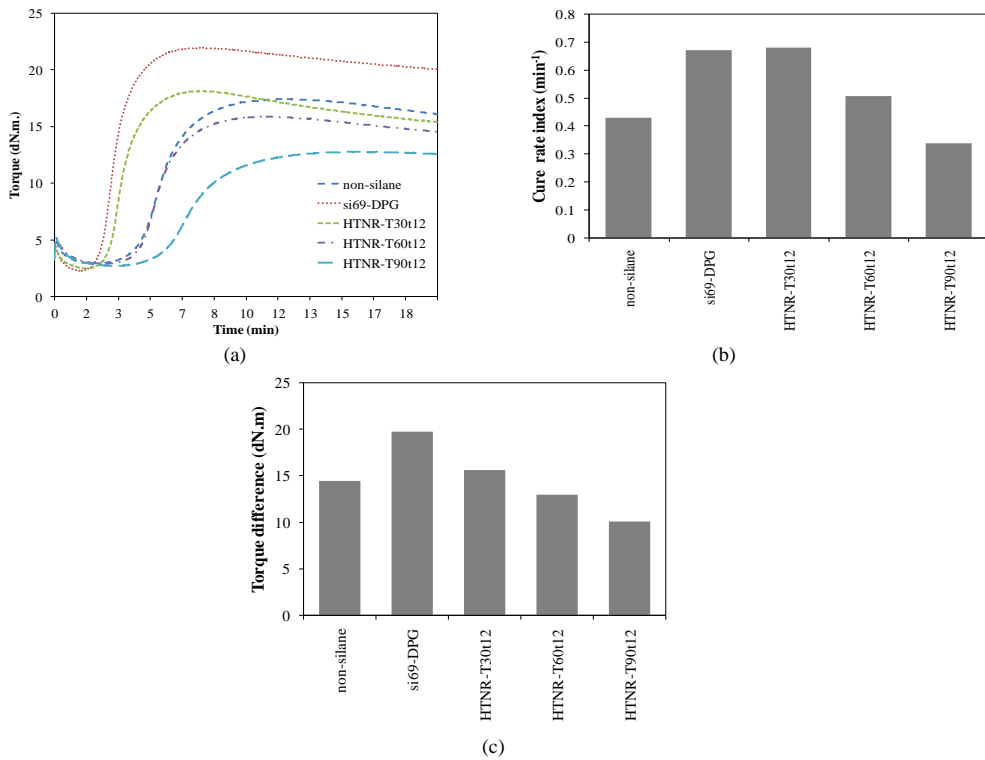 25
20
15
10
5
0
Torque (dN.m.)
non-silane
si69-DPG
HTNR-T30t12
HTNR-T60t12
HTNR-T90t12
0 2 3 5 7 8 10 12 13 15 17 18
Time (min)
(a)
0.8
0.7
0.6
0.5
0.4
0.3
0.2
0.1
0
Cure rate index (min-1)
non-silane
si69-DPG
HTNR-T30t12
HTNR-T60t12
HTNR-T90t12
(b)
25
20
15
10
5
0
Torque difference (dN.m)
non-silane
si69-DPG
HTNR-T30t12
HTNR-T60t12
HTNR-T90t12
(c)